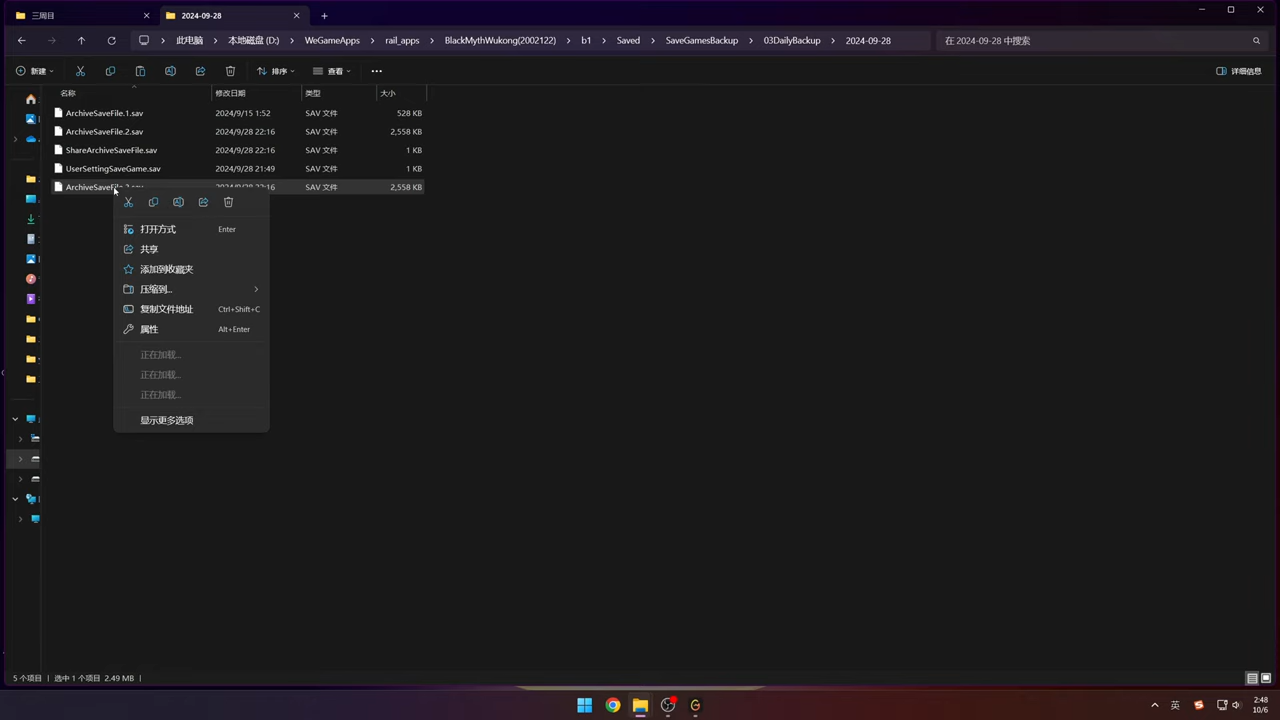 三周目
2024-09-28
此电脑 本地磁盘 (D:) WeGameApps rail_apps BlackMythWukong(2002122) b1 Saved SaveGamesBackup 03DailyBackup 2024-09-28 在 2024-09-28 中搜索
新建 排序 查看 详细信息
名称 修改日期 类型 大小
ArchiveSaveFile.1.sav 2024/9/15 1:52 SAV 文件 528 KB
ArchiveSaveFile.2.sav 2024/9/28 22:16 SAV 文件 2,558 KB
ShareArchiveSaveFile.sav 2024/9/28 22:16 SAV 文件 1 KB
UserSettingSaveGame.sav 2024/9/28 21:49 SAV 文件 1 KB
2024/9/28 22:16 SAV 文件 2,558 KB
打开方式 Enter
共享
添加到收藏夹
压缩到...
复制文件地址 Ctrl+Shift+C
属性 Alt+Enter
正在加载...
正在加载...
正在加载...
显示更多选项
5 个项目 选中 1 个项目 2.49 MB
英
2:48
10/6